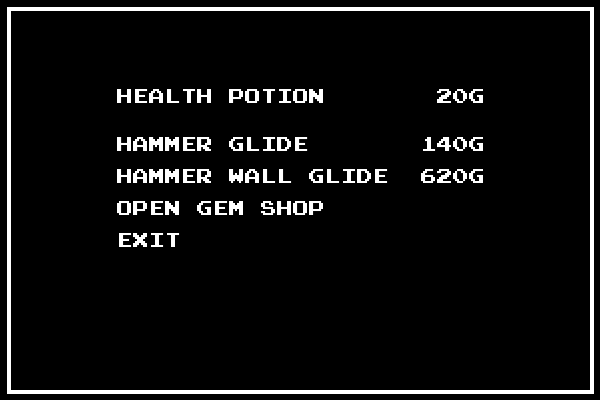 HEALTH POTION 20G
HAMMER GLIDE 140G
HAMMER WALL GLIDE 620G
OPEN GEM SHOP
EXIT